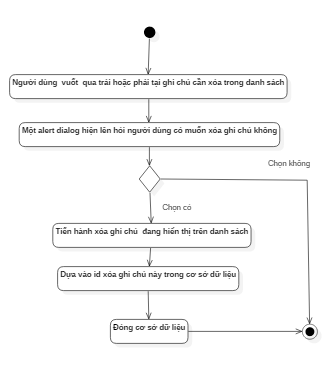 Người dùng vuốt qua trái hoặc phải tại ghi chú cần xóa trong danh sách
Một alert dialog hiện lên hỏi người dùng có muốn xóa ghi chú không
Chọn không
Chọn có
Tiến hành xóa ghi chú đang hiển thị trên danh sách
Dựa vào id xóa ghi chú này trong cơ sở dữ liệu
Đóng cơ sở dữ liệu